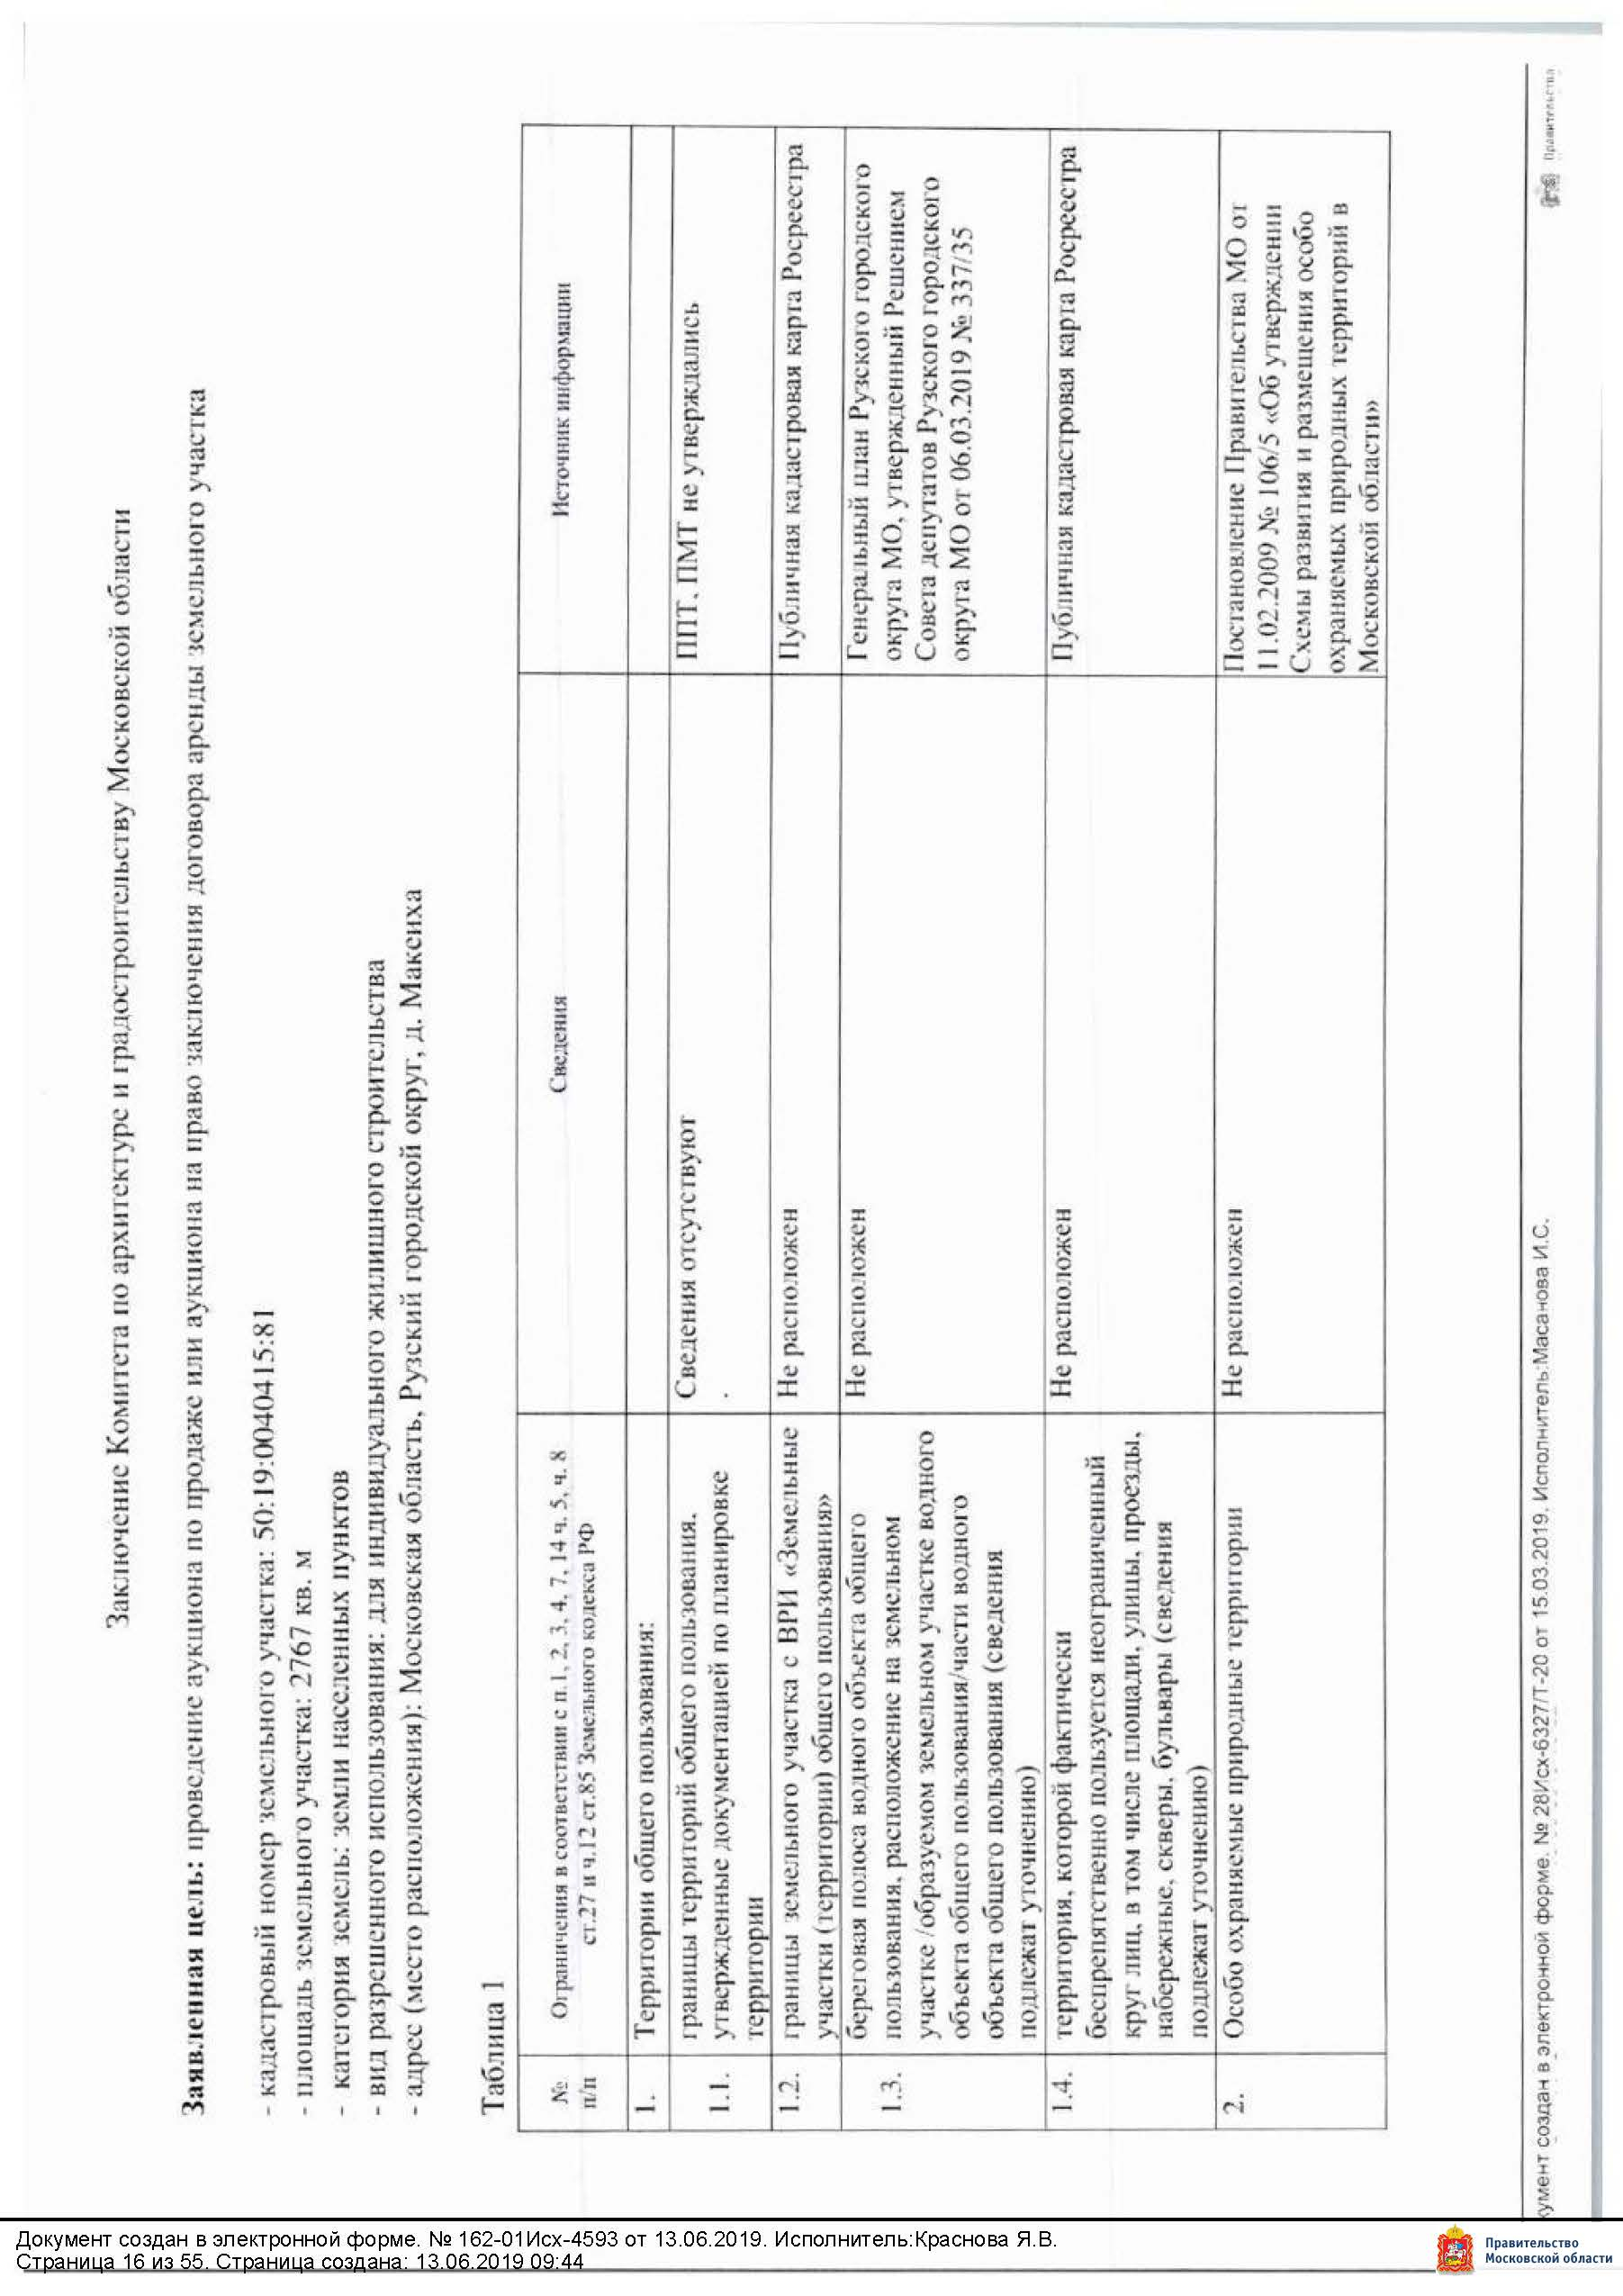 Заключение Комитета по архитектуре и градостроительству Московской области
Заявленная цель: проведение аукциона по продаже или аукциона на право заключения договора аренды земельного участка
- кадастровый номер земельного участка: 50:19:0040415:81
- площадь земельного участка: 2767 кв. м
- категория земель: земли населенных пунктов
- вид разрешенного использования: для индивидуального жилищного строительства
- адрес (место расположения): Московская область, Рузский городской округ, д. Макеиха
Таблица 1
№
п/п
Ограничения в соответствии с п.1, 2, 3, 4, 7, 14 ч. 5, ч. 8
ст.27 и ч.12 ст.85 Земельного кодекса РФ
Сведения
Источник информации
1.
Территории общего пользования:
1.1.
границы территорий общего пользования,
утвержденные документацией по планировке
территории
Сведения отсутствуют
.
ППТ, ПМТ не утверждались
1.2.
границы земельного участка с ВРИ «Земельные
участки (территории) общего пользования»
Не расположен
Публичная кадастровая карта Росреестра
1.3.
береговая полоса водного объекта общего
пользования, расположение на земельном
участке /образуемом земельном участке водного
объекта общего пользования/части водного
объекта общего пользования (сведения
подлежат уточнению)
Не расположен
Генеральный план Рузского городского
округа МО, утвержденный Решением
Совета депутатов Рузского городского
округа МО от 06.03.2019 № 337/35
1.4.
территория, которой фактически
беспрепятственно пользуется неограниченный
круг лиц, в том числе площади, улицы, проезды,
набережные, скверы, бульвары (сведения
подлежат уточнению)
Не расположен
Публичная кадастровая карта Росреестра
2.
Особо охраняемые природные территории
Не расположен
Постановление Правительства МО от
11.02.2009 № 106/5 «Об утверждении
Схемы развития и размещения особо
охраняемых природных территорий в
Московской области»
умент создан в электронной форме. № 28Исх-6327/Т-20 от 15.03.2019. Исполнитель:Масанова И.С.
Правительства
Документ создан в электронной форме. № 162-01Исх-4593 от 13.06.2019. Исполнитель:Краснова Я.В.
Страница 16 из 55. Страница создана: 13.06.2019 09:44
Правительство
Московской области